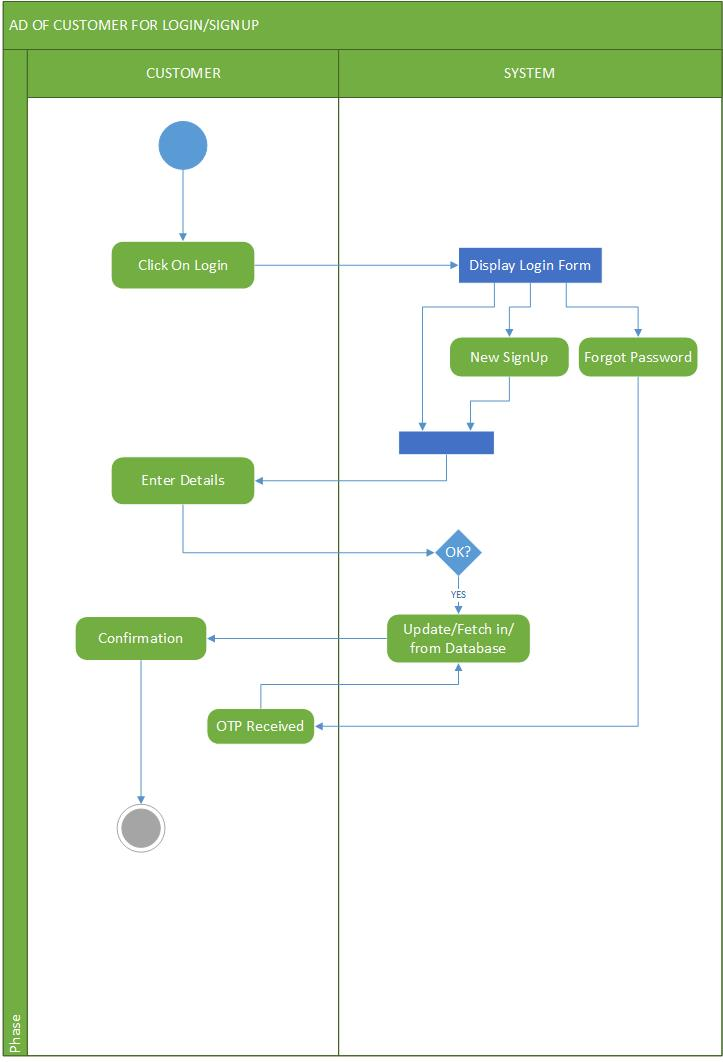 AD OF CUSTOMER FOR LOGIN/SIGNUP
CUSTOMER
SYSTEM
Click On Login
Display Login Form
New SignUp
Forgot Password
Enter Details
OK?
YES
Update/Fetch in/
from Database
Confirmation
OTP Received
Phase